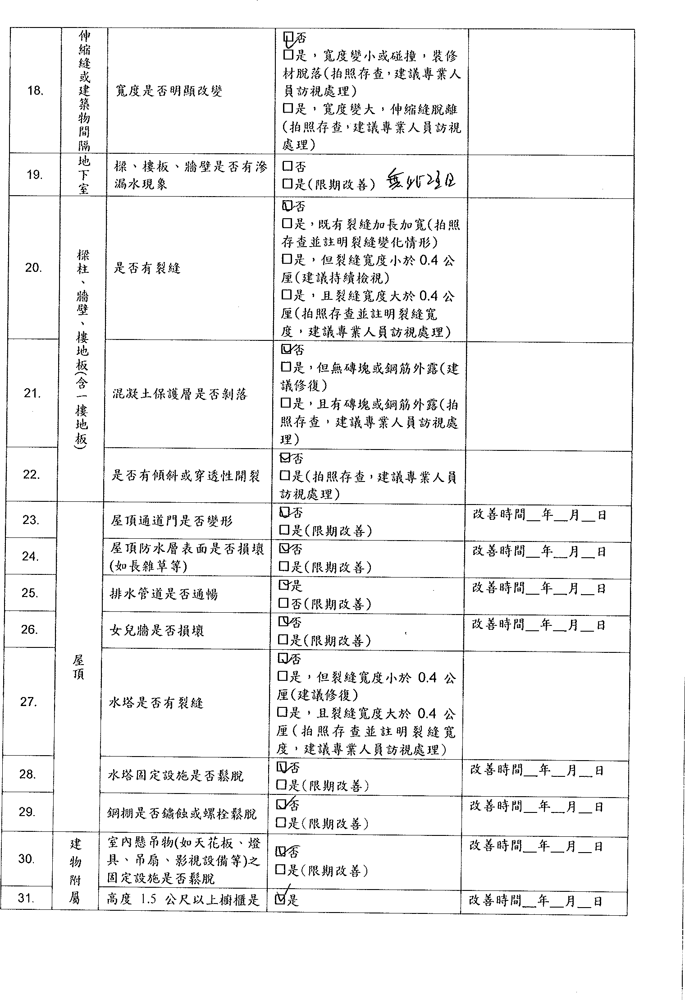 18.
伸縮縫或建築物間隔
寬度是否明顯改變
☑否
□是，寬度變小或碰撞，裝修
材脫落(拍照存查，建議專業人
員訪視處理)
□是，寬度變大，伸縮縫脫離
(拍照存查，建議專業人員訪視
處理)
19.
地下室
樑、樓板、牆壁是否有滲
漏水現象
□否
□是(限期改善) 無此項目
20.
樑柱、牆壁、樓地板(含一樓地板)
是否有裂縫
☑否
□是，既有裂縫加長加寬(拍照
存查並註明裂縫變化情形)
□是，但裂縫寬度小於 0.4 公
厘(建議持續檢視)
□是，且裂縫寬度大於 0.4 公
厘(拍照存查並註明裂縫寬
度，建議專業人員訪視處理)
21.
混凝土保護層是否剝落
☑否
□是，但無磚塊或鋼筋外露(建
議修復)
□是，且有磚塊或鋼筋外露(拍
照存查，建議專業人員訪視處
理)
22.
是否有傾斜或穿透性開裂
☑否
□是(拍照存查，建議專業人員
訪視處理)
23.
屋頂
屋頂通道門是否變形
☑否
□是(限期改善)
改善時間__年__月__日
24.
屋頂防水層表面是否損壞
(如長雜草等)
☑否
□是(限期改善)
改善時間__年__月__日
25.
排水管道是否通暢
☑是
□否(限期改善)
改善時間__年__月__日
26.
女兒牆是否損壞
☑否
□是(限期改善)
改善時間__年__月__日
27.
水塔是否有裂縫
☑否
□是，但裂縫寬度小於 0.4 公
厘(建議修復)
□是，且裂縫寬度大於 0.4 公
厘(拍照存查並註明裂縫寬
度，建議專業人員訪視處理)
28.
水塔固定設施是否鬆脫
☑否
□是(限期改善)
改善時間__年__月__日
29.
鋼棚是否鏽蝕或螺栓鬆脫
☑否
□是(限期改善)
改善時間__年__月__日
30.
建物附屬
室內懸吊物(如天花板、燈
具、吊扇、影視設備等)之
固定設施是否鬆脫
☑否
□是(限期改善)
改善時間__年__月__日
31.
高度 1.5 公尺以上櫥櫃是
☑是
改善時間__年__月__日